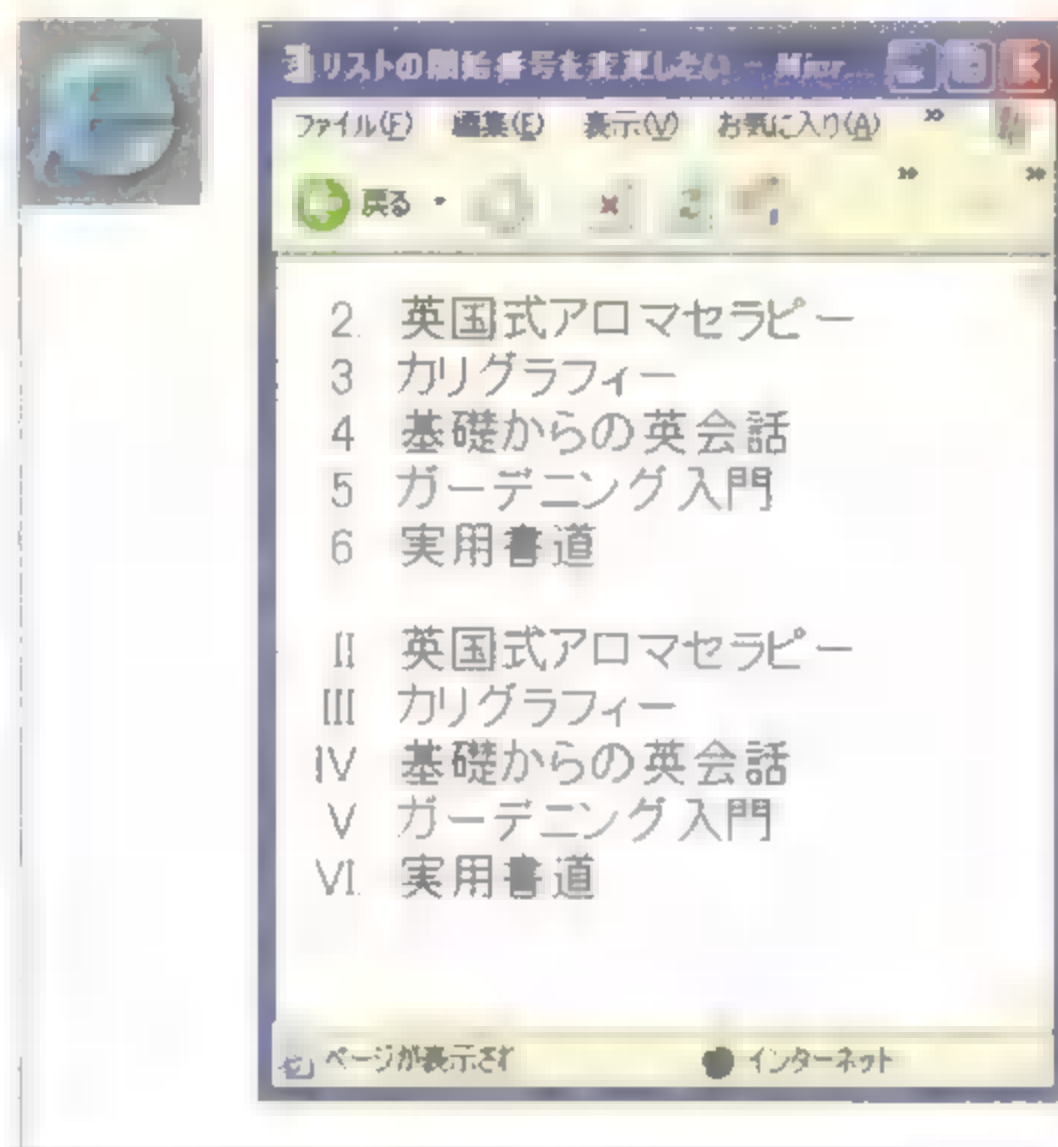 リストの開始番号を変更したい - Micr...
ファイル(F) 編集(E) 表示(V) お気に入り(A) »
戻る » »
2. 英国式アロマセラピー
3 カリグラフィー
4 基礎からの英会話
5 ガーデニング入門
6 実用書道
II 英国式アロマセラピー
III カリグラフィー
IV 基礎からの英会話
V ガーデニング入門
VI. 実用書道
ページが表示され インターネット